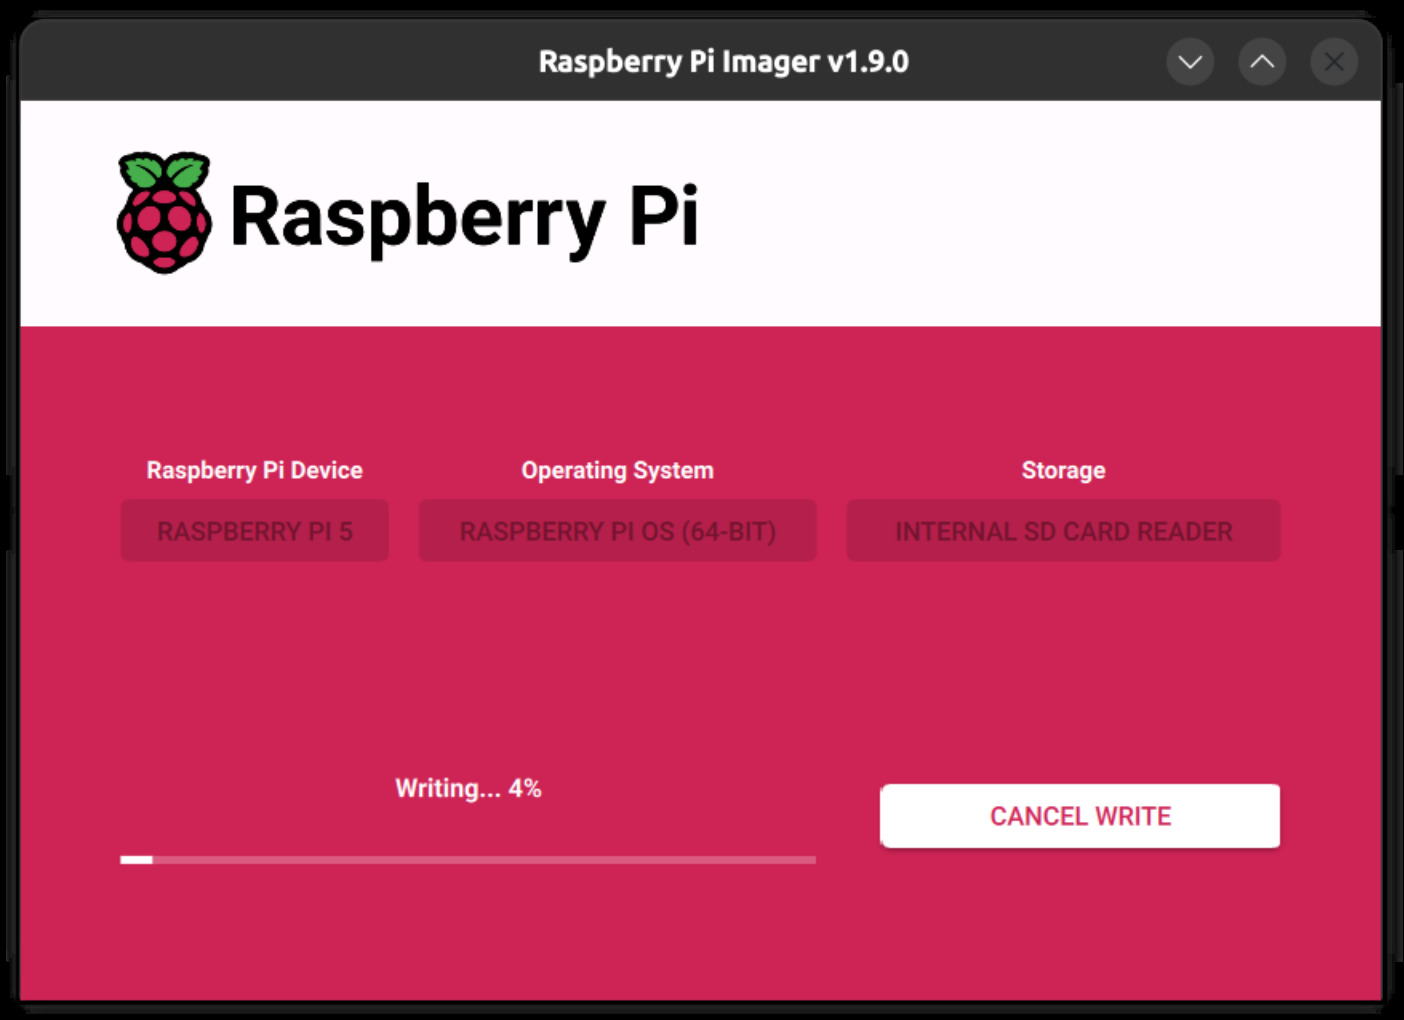 Raspberry Pi Imager v1.9.0
Raspberry Pi
Raspberry Pi Device Operating System Storage
RASPBERRY PI 5 RASPBERRY PI OS (64-BIT) INTERNAL SD CARD READER
Writing... 4%
CANCEL WRITE